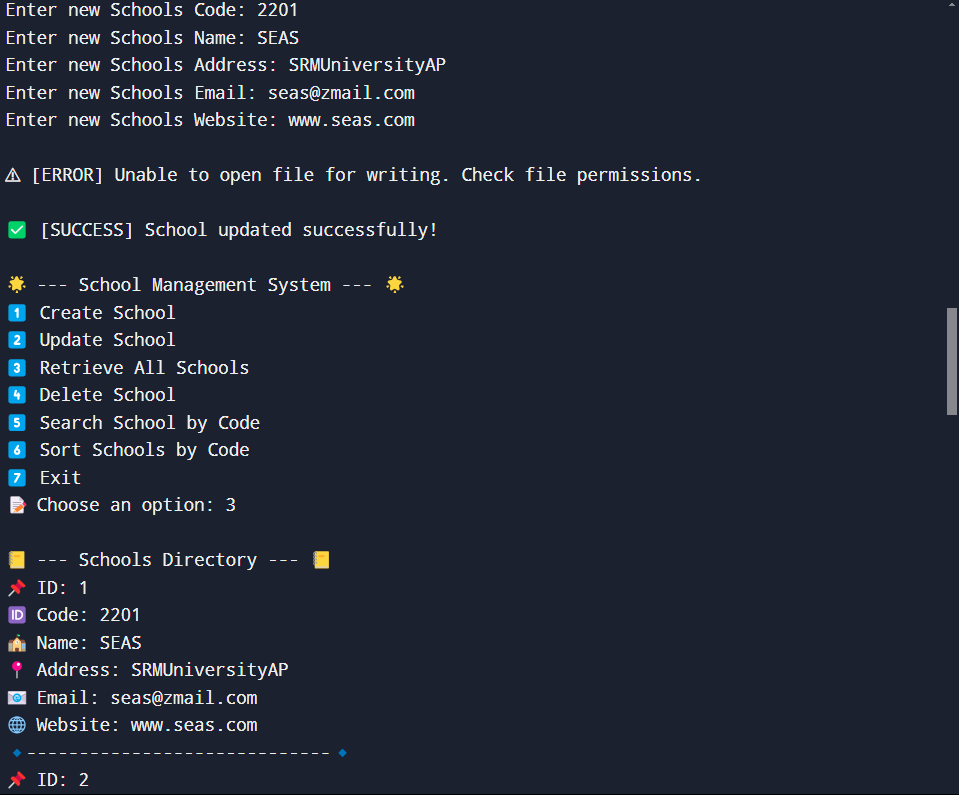 Enter new Schools Code: 2201
Enter new Schools Name: SEAS
Enter new Schools Address: SRMUniversityAP
Enter new Schools Email: seas@zmail.com
Enter new Schools Website: www.seas.com
⚠ [ERROR] Unable to open file for writing. Check file permissions.
✅ [SUCCESS] School updated successfully!
🌟 --- School Management System --- 🌟
1️⃣ Create School
2️⃣ Update School
3️⃣ Retrieve All Schools
4️⃣ Delete School
5️⃣ Search School by Code
6️⃣ Sort Schools by Code
7️⃣ Exit
📝 Choose an option: 3
📒 --- Schools Directory --- 📒
📌 ID: 1
🆔 Code: 2201
🏫 Name: SEAS
📍 Address: SRMUniversityAP
📧 Email: seas@zmail.com
🌐 Website: www.seas.com
🔹-----------------------------🔹
📌 ID: 2